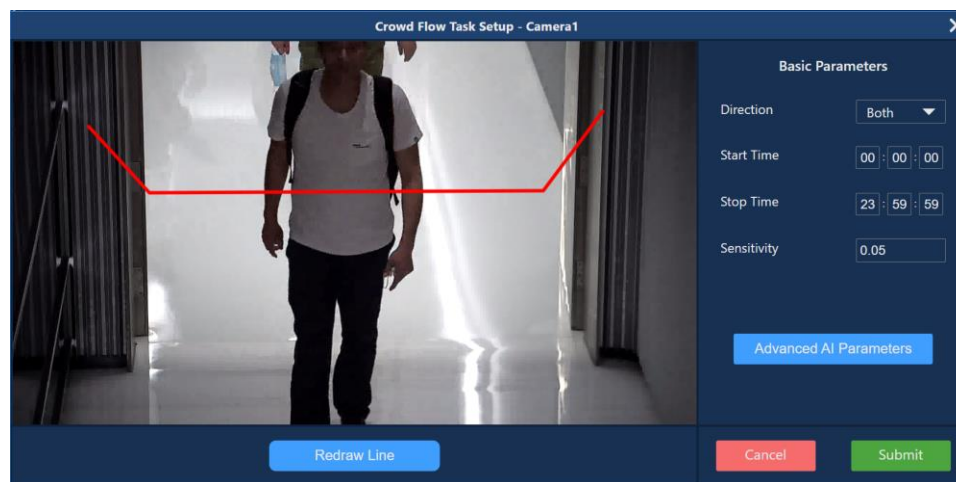 Crowd Flow Task Setup - Camera1
Basic Parameters
Direction Both
Start Time 00 : 00 : 00
Stop Time 23 : 59 : 59
Sensitivity 0.05
Advanced AI Parameters
Redraw Line Cancel Submit